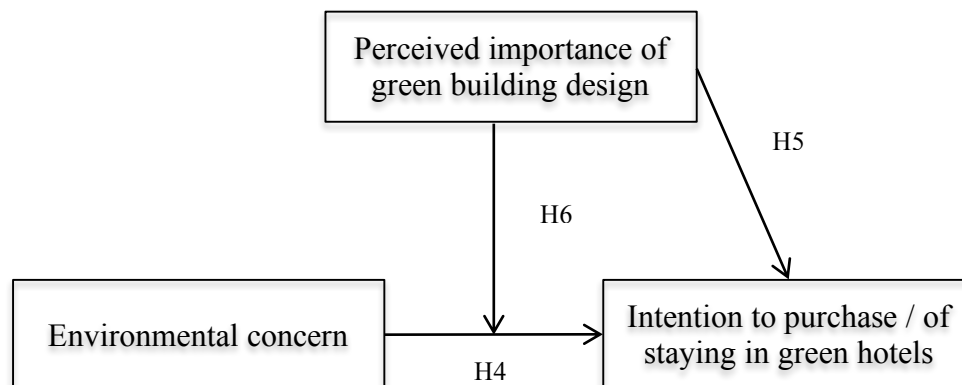 Perceived importance of
green building design
H5
H6
Environmental concern
H4
Intention to purchase / of
staying in green hotels